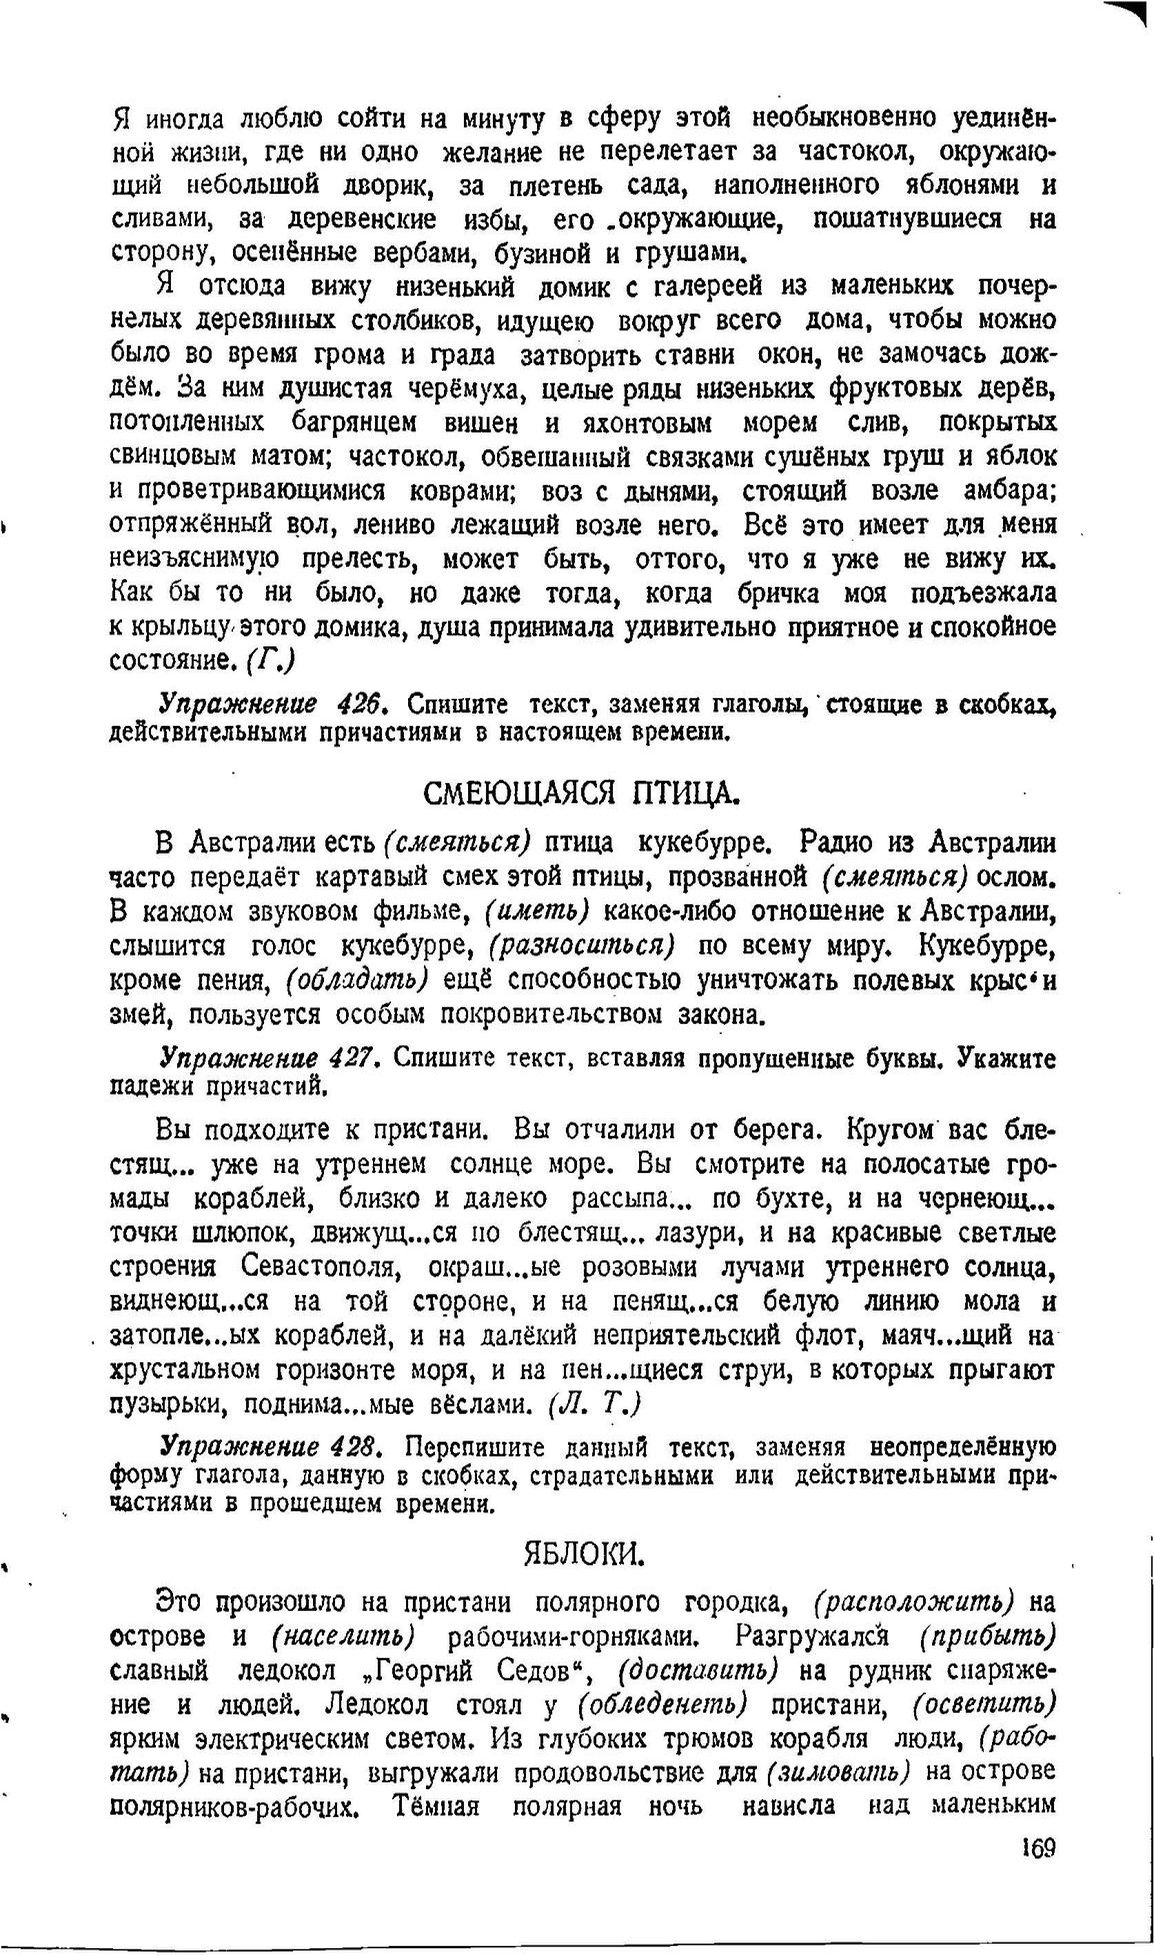 Я иногда люблю сойти на минуту в сферу этой необыкновенно уединён-
ной жизни, где ни одно желание не перелетает за частокол, окружаю-
щий небольшой дворик, за плетень сада, наполненного яблонями и
сливами, за деревенские избы, его окружающие, пошатнувшиеся на
сторону, осенённые вербами, бузиной и грушами.
Я отсюда вижу низенький домик с галереей из маленьких почер-
нелых деревянных столбиков, идущею вокруг всего дома, чтобы можно
было во время грома и града затворить ставни окон, не замочась дож-
дём. За ним душистая черёмуха, целые ряды низеньких фруктовых дерёв,
потопленных багрянцем вишен и яхонтовым морем слив, покрытых
свинцовым матом; частокол, обвешанный связками сушёных груш и яблок
и проветривающимися коврами; воз с дынями, стоящий возле амбара;
отпряжённый вол, лениво лежащий возле него. Всё это имеет для меня
неизъяснимую прелесть, может быть, оттого, что я уже не вижу их.
Как бы то ни было, но даже тогда, когда бричка моя подъезжала
к крыльцу этого домика, душа принимала удивительно приятное и спокойное
состояние. (Г.)
Упражнение 426. Спишите текст, заменяя глаголы, стоящие в скобках,
действительными причастиями в настоящем времени.
СМЕЮЩАЯСЯ ПТИЦА.
В Австралии есть (смеяться) птица кукебурре. Радио из Австралии
часто передаёт картавый смех этой птицы, прозванной (смеяться) ослом.
В каждом звуковом фильме, (иметь) какое-либо отношение к Австралии,
слышится голос кукебурре, (разноситься) по всему миру. Кукебурре,
кроме пения, (обладать) ещё способностью уничтожать полевых крыс и
змей, пользуется особым покровительством закона.
Упражнение 427. Спишите текст, вставляя пропущенные буквы. Укажите
падежи причастий.
Вы подходите к пристани. Вы отчалили от берега. Кругом вас бле-
стящ... уже на утреннем солнце море. Вы смотрите на полосатые гро-
мады кораблей, близко и далеко рассыпа... по бухте, и на чернеющ...
точки шлюпок, движущ...ся по блестящ... лазури, и на красивые светлые
строения Севастополя, окраш...ые розовыми лучами утреннего солнца,
виднеющ...ся на той стороне, и на пенящ...ся белую линию мола и
затопле...ых кораблей, и на далёкий неприятельский флот, маяч...щий на
хрустальном горизонте моря, и на пен...щиеся струи, в которых прыгают
пузырьки, поднима...мые вёслами. (Л. Т.)
Упражнение 428. Перепишите данный текст, заменяя неопределённую
форму глагола, данную в скобках, страдательными или действительными при-
частиями в прошедшем времени.
ЯБЛОКИ.
Это произошло на пристани полярного городка, (расположить) на
острове и (населить) рабочими-горняками. Разгружался (прибыть)
славный ледокол „Георгий Седов“, (доставить) на рудник снаряже-
ние и людей. Ледокол стоял у (обледенеть) пристани, (осветить)
ярким электрическим светом. Из глубоких трюмов корабля люди, (рабо-
тать) на пристани, выгружали продовольствие для (зимовать) на острове
полярников-рабочих. Тёмная полярная ночь нависла над маленьким
169